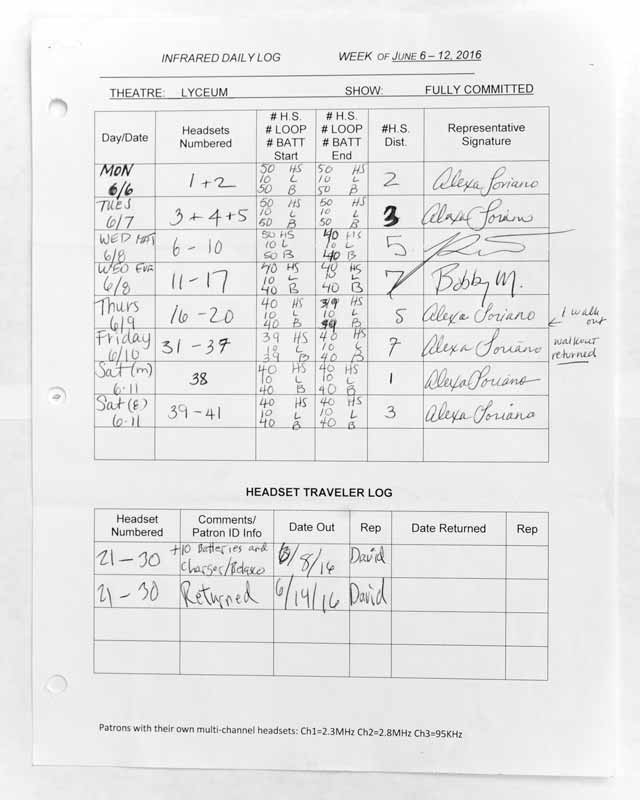 INFRARED DAILY LOG WEEK OF JUNE 6 – 12, 2016
THEATRE: LYCEUM SHOW: FULLY COMMITTED
Day/Date Headsets Numbered # H.S. # LOOP # BATT Start # H.S. # LOOP # BATT End #H.S. Dist. Representative Signature
MON 6/6 1+2 50 HS 10 L 50 B 50 HS 10 L 50 B 2 Alexa Soriano
TUES 6/7 3+4+5 50 HS 10 L 50 B 50 HS 10 L 50 B 3 Alexa Soriano
WED MAT 6/8 6-10 50 HS 10 L 50 B 40 HS 10 L 40 B 5
WED EVE 6/8 11-17 40 HS 10 L 40 B 40 HS 10 L 40 B 7 Bobby M.
Thurs 6/9 16-20 40 HS 10 L 40 B 39 HS 10 L 39 B 5 Alexa Soriano 1 walk out
Friday 6/10 31-37 39 HS 10 L 39 B 40 HS 10 L 40 B 7 Alexa Soriano walkout returned
Sat (m) 6-11 38 40 HS 10 L 40 B 40 HS 10 L 40 B 1 Alexa Soriano
Sat (e) 6-11 39-41 40 HS 10 L 40 B 40 HS 10 L 40 B 3 Alexa Soriano
HEADSET TRAVELER LOG
Headset Numbered Comments/ Patron ID Info Date Out Rep Date Returned Rep
21-30 +10 Batteries and Charger/Belasco 6/8/16 David
21-30 Returned 6/14/16 David
Patrons with their own multi-channel headsets: Ch1=2.3MHz Ch2=2.8MHz Ch3=95KHz